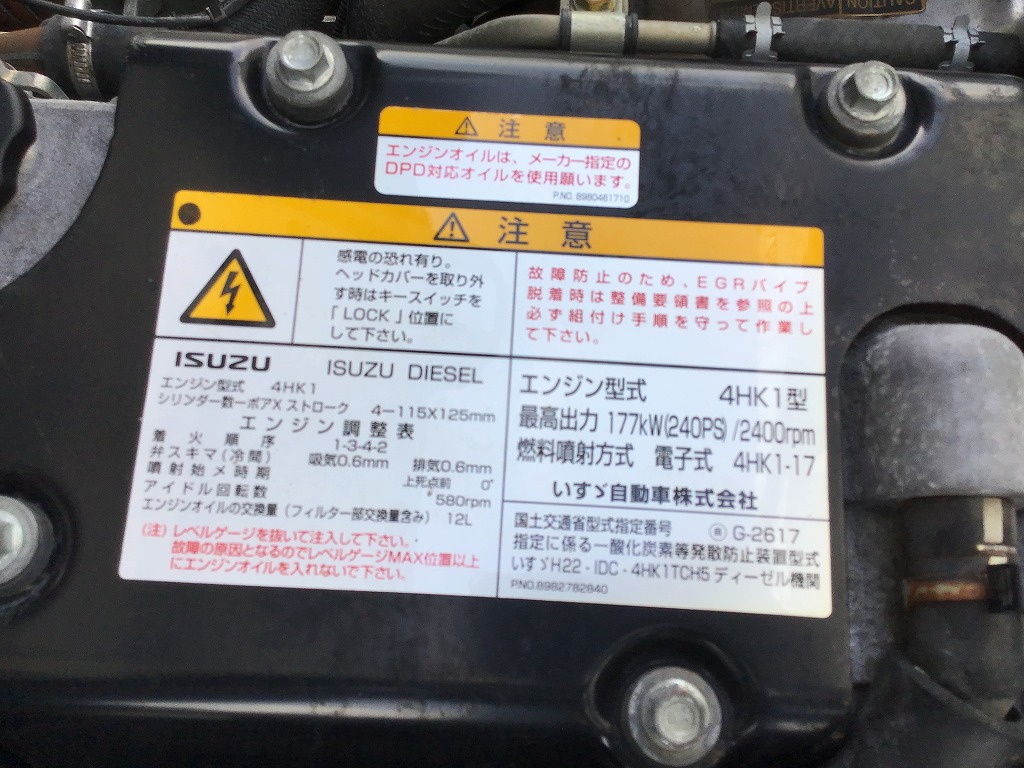 CAUTION / AVERTIS
⚠ 注意
エンジンオイルは、メーカー指定の
DPD対応オイルを使用願います。
P.NO. 8980461710
⚠ 注意
感電の恐れ有り。
ヘッドカバーを取り外
す時はキースイッチを
「LOCK」位置に
して下さい。
故障防止のため、EGRパイプ
脱着時は整備要領書を参照の上
必ず組付け手順を守って作業し
て下さい。
ISUZU ISUZU DIESEL
エンジン型式 4HK1
シリンダー数ーボアXストローク 4ー115X125mm
エンジン調整表
着火順序 1-3-4-2
弁スキマ(冷間) 吸気0.6mm 排気0.6mm
噴射始メ時期 上死点前 0°
アイドル回転数 580rpm
エンジンオイルの交換量(フィルター部交換量含み) 12L
(注)レベルゲージを抜いて注入して下さい。
故障の原因となるのでレベルゲージMAX位置以上
にエンジンオイルを入れないで下さい。
エンジン型式 4HK1型
最高出力 177kW(240PS)/2400rpm
燃料噴射方式 電子式 4HK1-17
いすゞ自動車株式会社
国土交通省型式指定番号 G-2617
指定に係る一酸化炭素等発散防止装置型式
いすゞH22-IDC-4HK1TCH5ディーゼル機関
P.NO.8982782840